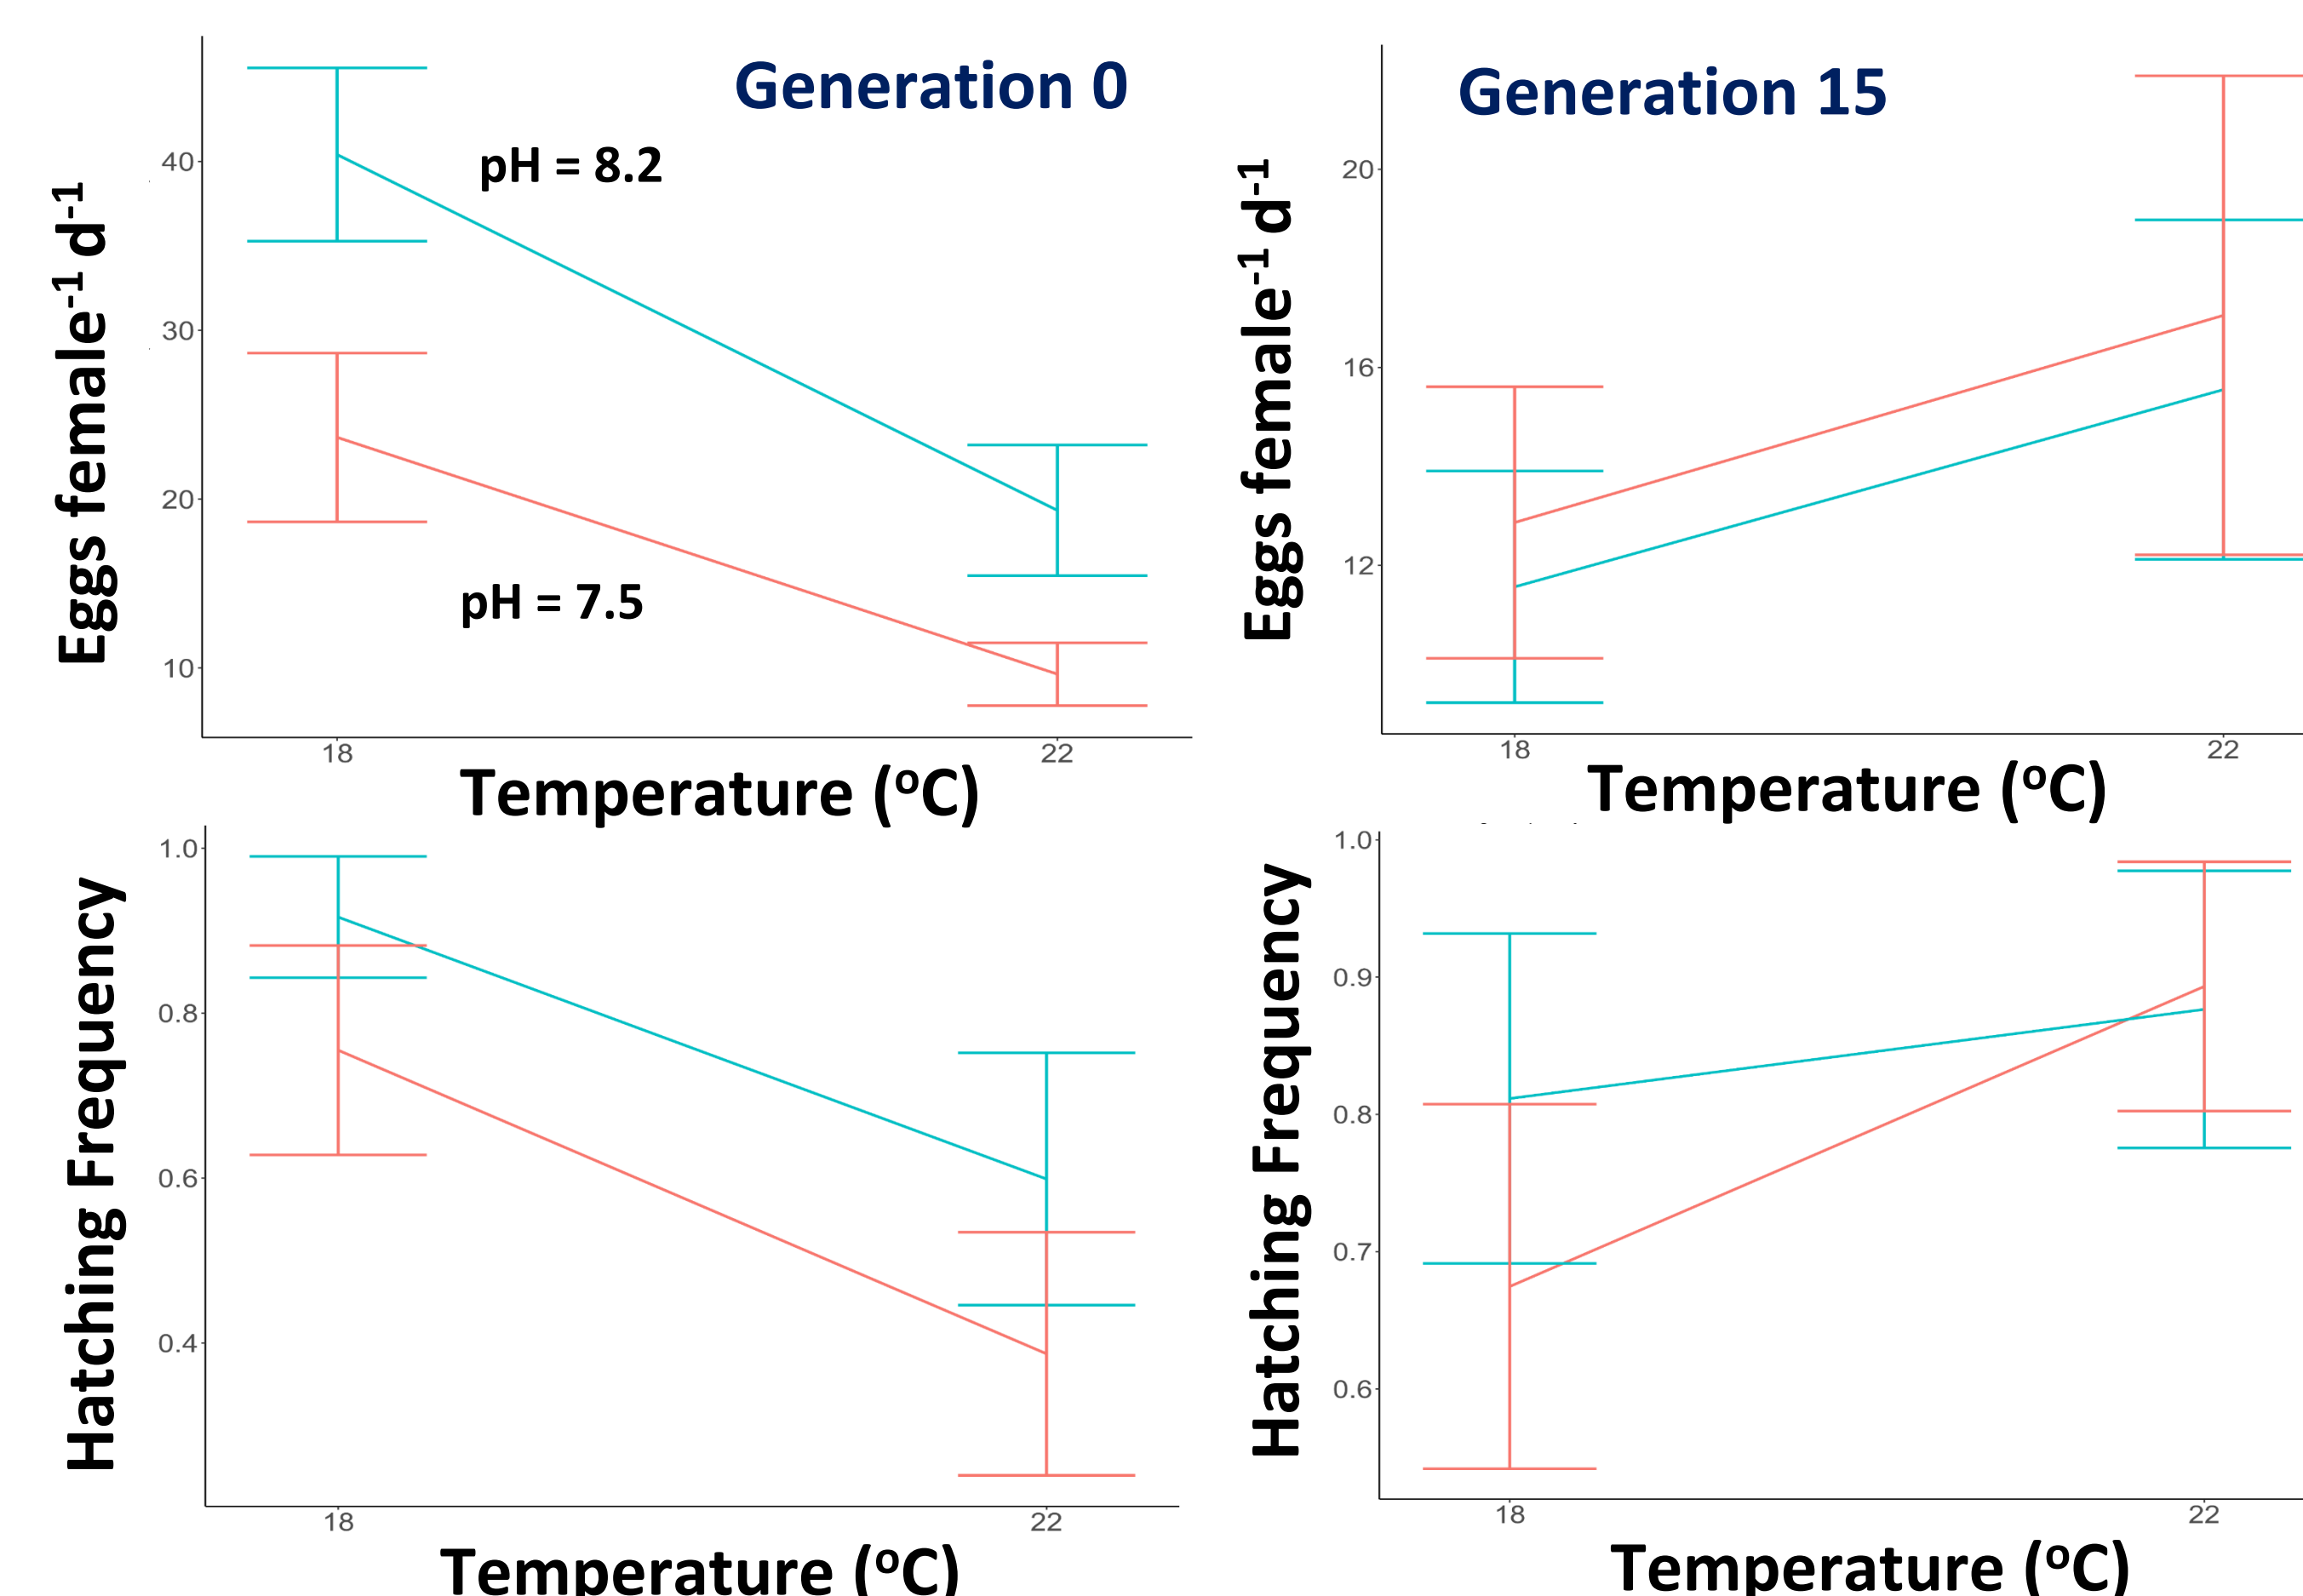 Generation 0
pH = 8.2
pH = 7.5
Eggs female⁻¹ d⁻¹
40
30
20
10
18
22
Temperature (ºC)
Generation 15
Eggs female⁻¹ d⁻¹
20
16
12
18
22
Temperature (ºC)
Hatching Frequency
1.0
0.8
0.6
0.4
18
22
Temperature (ºC)
Hatching Frequency
1.0
0.9
0.8
0.7
0.6
18
22
Temperature (ºC)